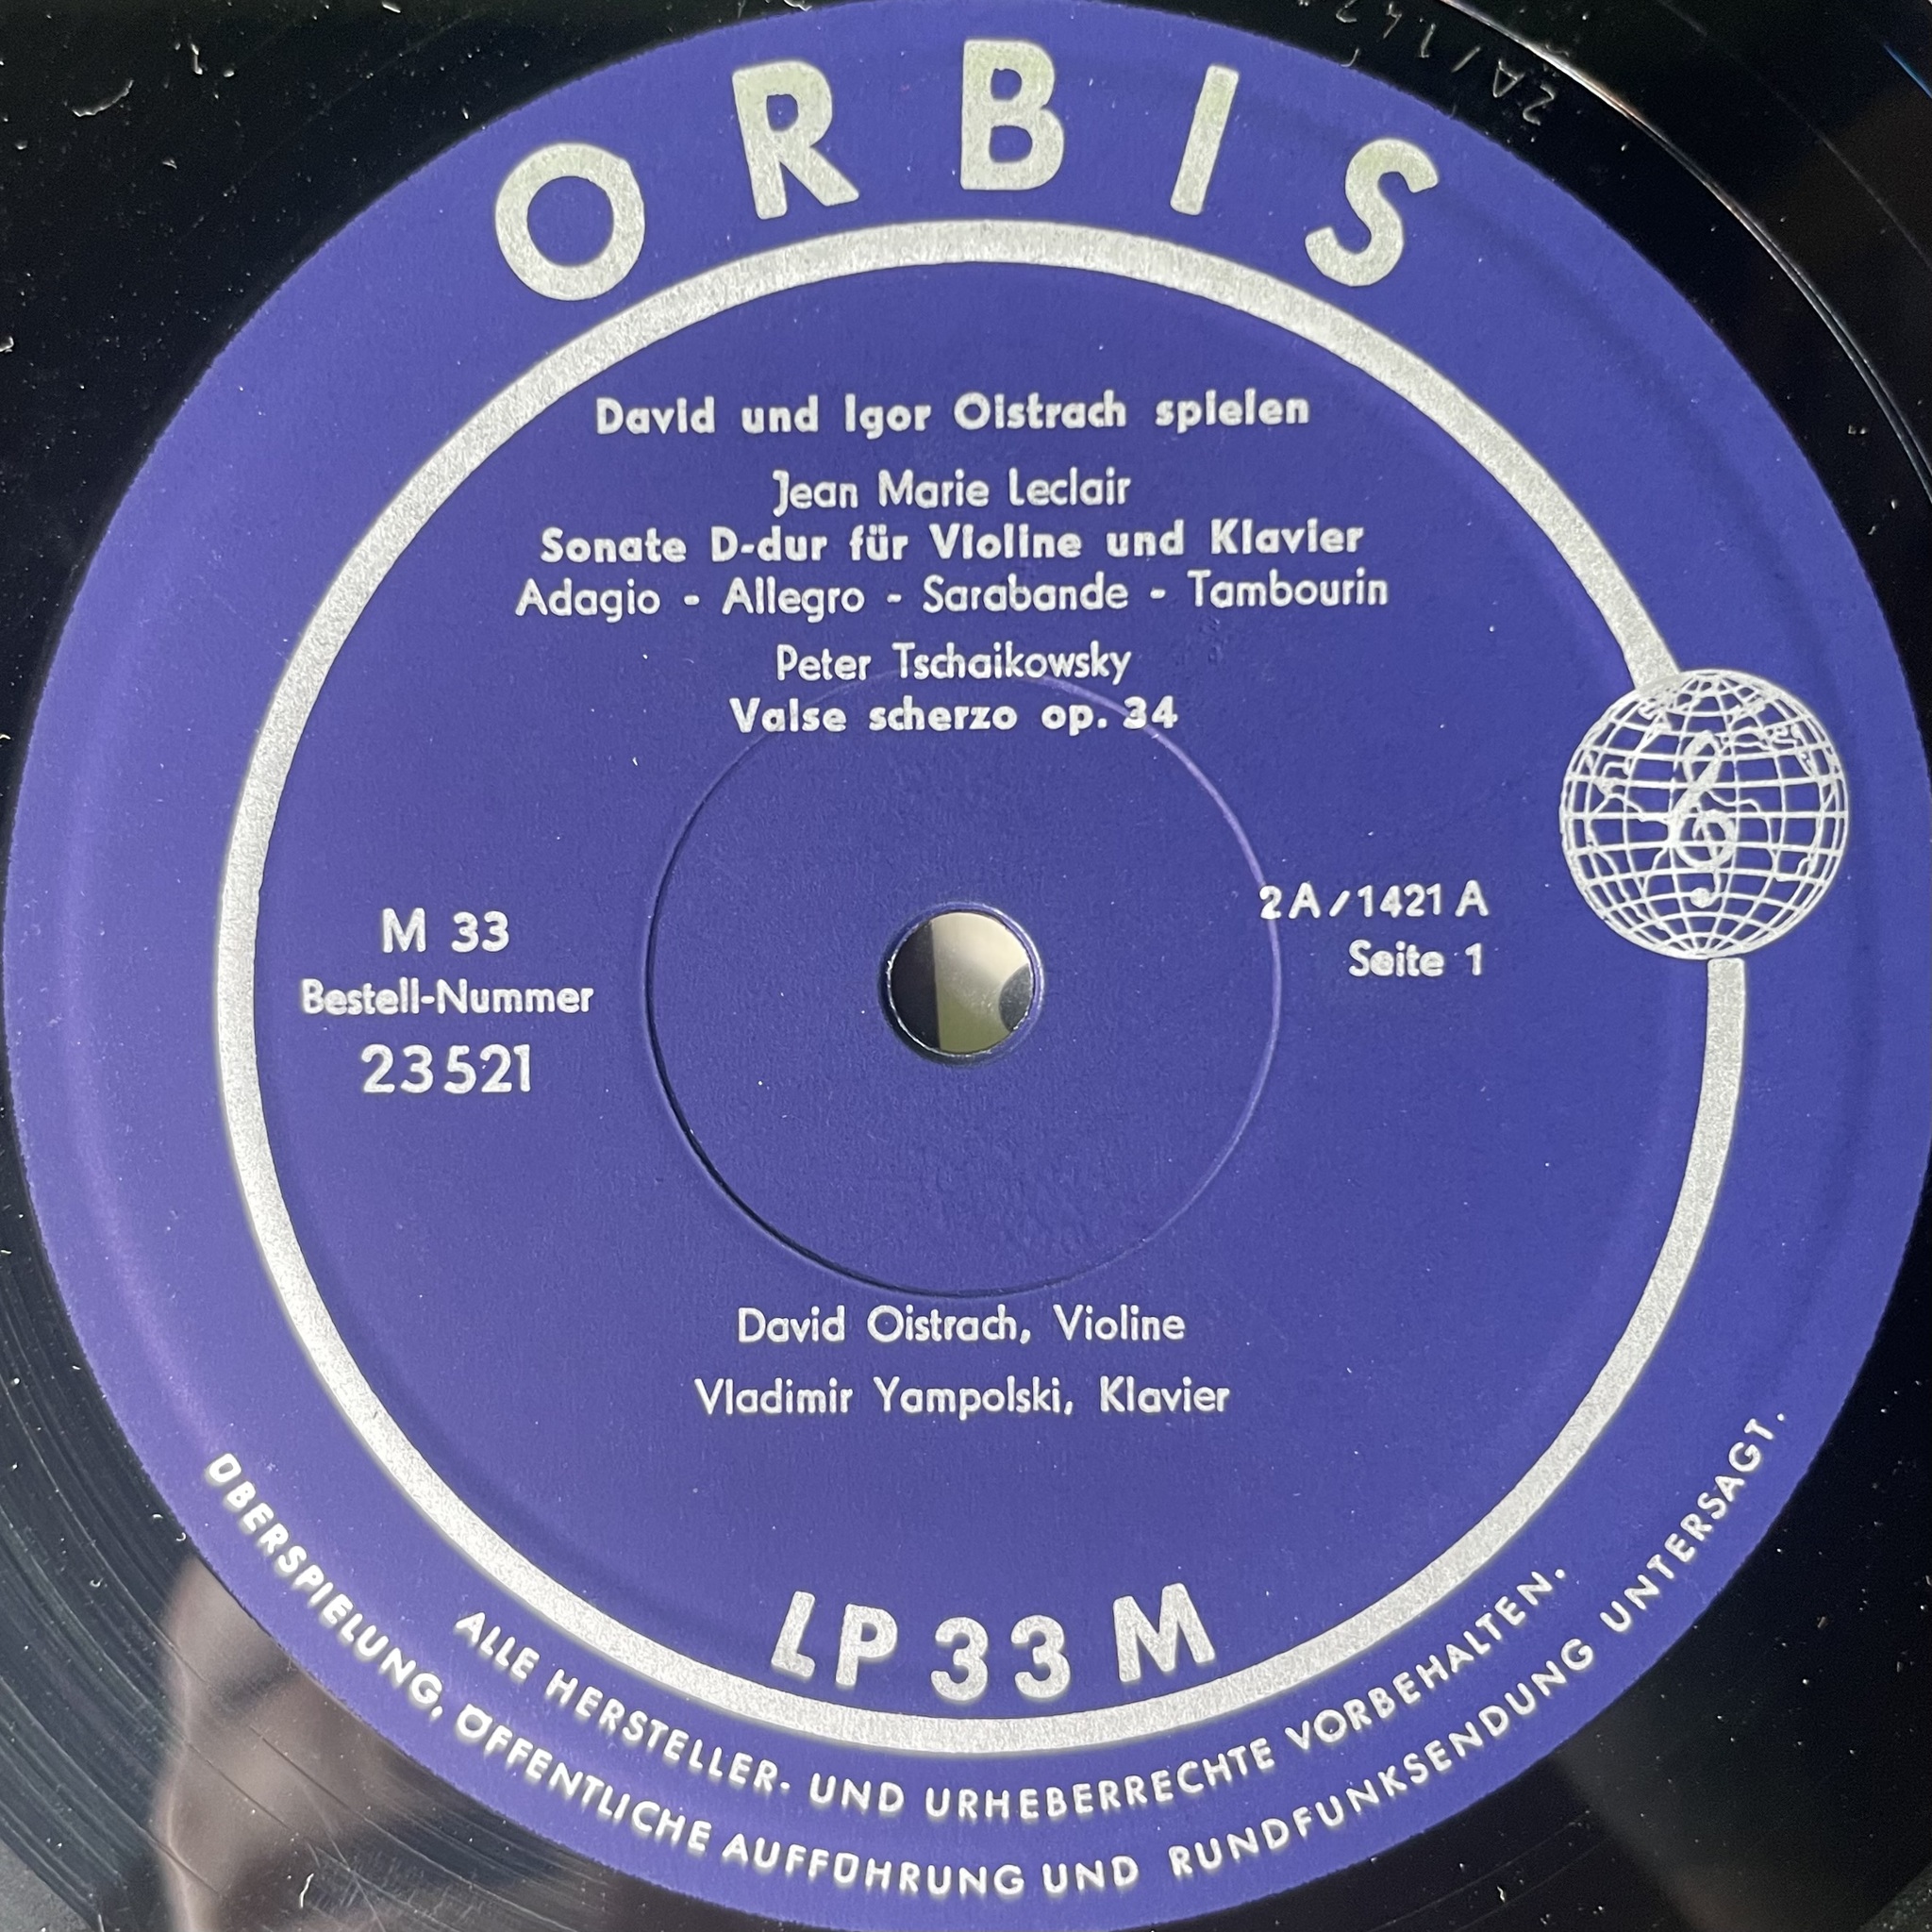 ORBIS
David und Igor Oistrach spielen
Jean Marie Leclair
Sonate D-dur für Violine und Klavier
Adagio - Allegro - Sarabande - Tambourin
Peter Tschaikowsky
Valse scherzo op. 34
M 33
Bestell-Nummer
23521
2A/1421 A
Seite 1
David Oistrach, Violine
Vladimir Yampolski, Klavier
LP 33 M
ALLE HERSTELLER- UND URHEBERRECHTE VORBEHALTEN.
ÜBERSPIELUNG, ÖFFENTLICHE AUFFÜHRUNG UND RUNDFUNKSENDUNG UNTERSAGT.